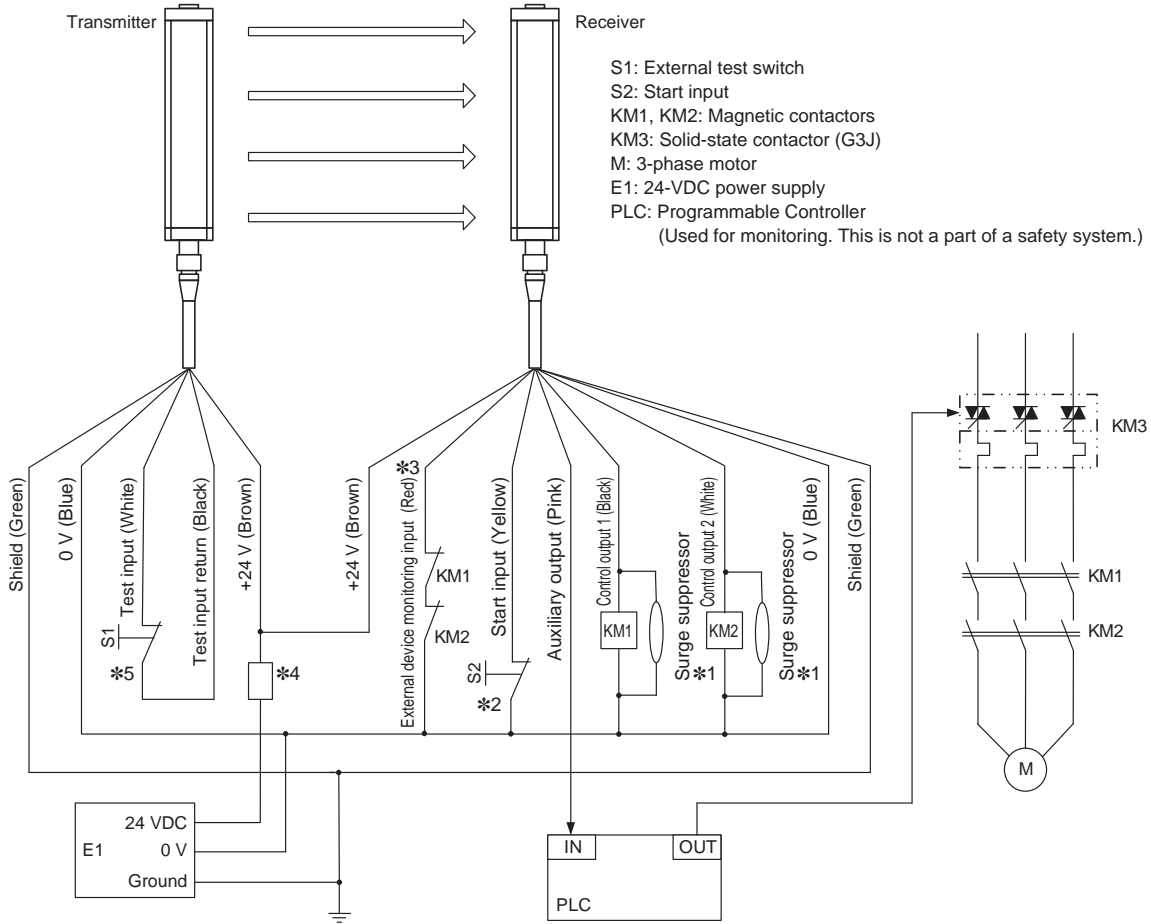 Transmitter
Receiver
S1: External test switch
S2: Start input
KM1, KM2: Magnetic contactors
KM3: Solid-state contactor (G3J)
M: 3-phase motor
E1: 24-VDC power supply
PLC: Programmable Controller
(Used for monitoring. This is not a part of a safety system.)
KM3
Shield (Green)
0 V (Blue)
Test input (White)
S1
✻5
Test input return (Black)
+24 V (Brown)
✻4
+24 V (Brown)
✻3
External device monitoring input (Red)
KM1
KM2
Start input (Yellow)
S2
✻2
Auxiliary output (Pink)
Control output 1 (Black)
KM1
Surge suppressor
✻1
Control output 2 (White)
KM2
Surge suppressor
✻1
0 V (Blue)
Shield (Green)
KM1
KM2
M
24 VDC
E1
0 V
Ground
IN
OUT
PLC